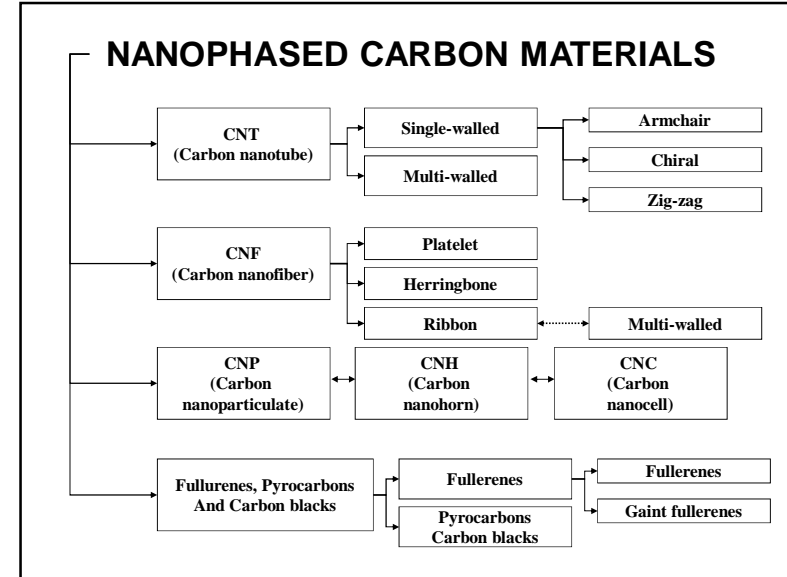 NANOPHASED CARBON MATERIALS
CNT
(Carbon nanotube)
Single-walled
Multi-walled
Armchair
Chiral
Zig-zag
CNF
(Carbon nanofiber)
Platelet
Herringbone
Ribbon
Multi-walled
CNP
(Carbon
nanoparticulate)
CNH
(Carbon
nanohorn)
CNC
(Carbon
nanocell)
Fullurenes, Pyrocarbons
And Carbon blacks
Fullerenes
Pyrocarbons
Carbon blacks
Fullerenes
Gaint fullerenes